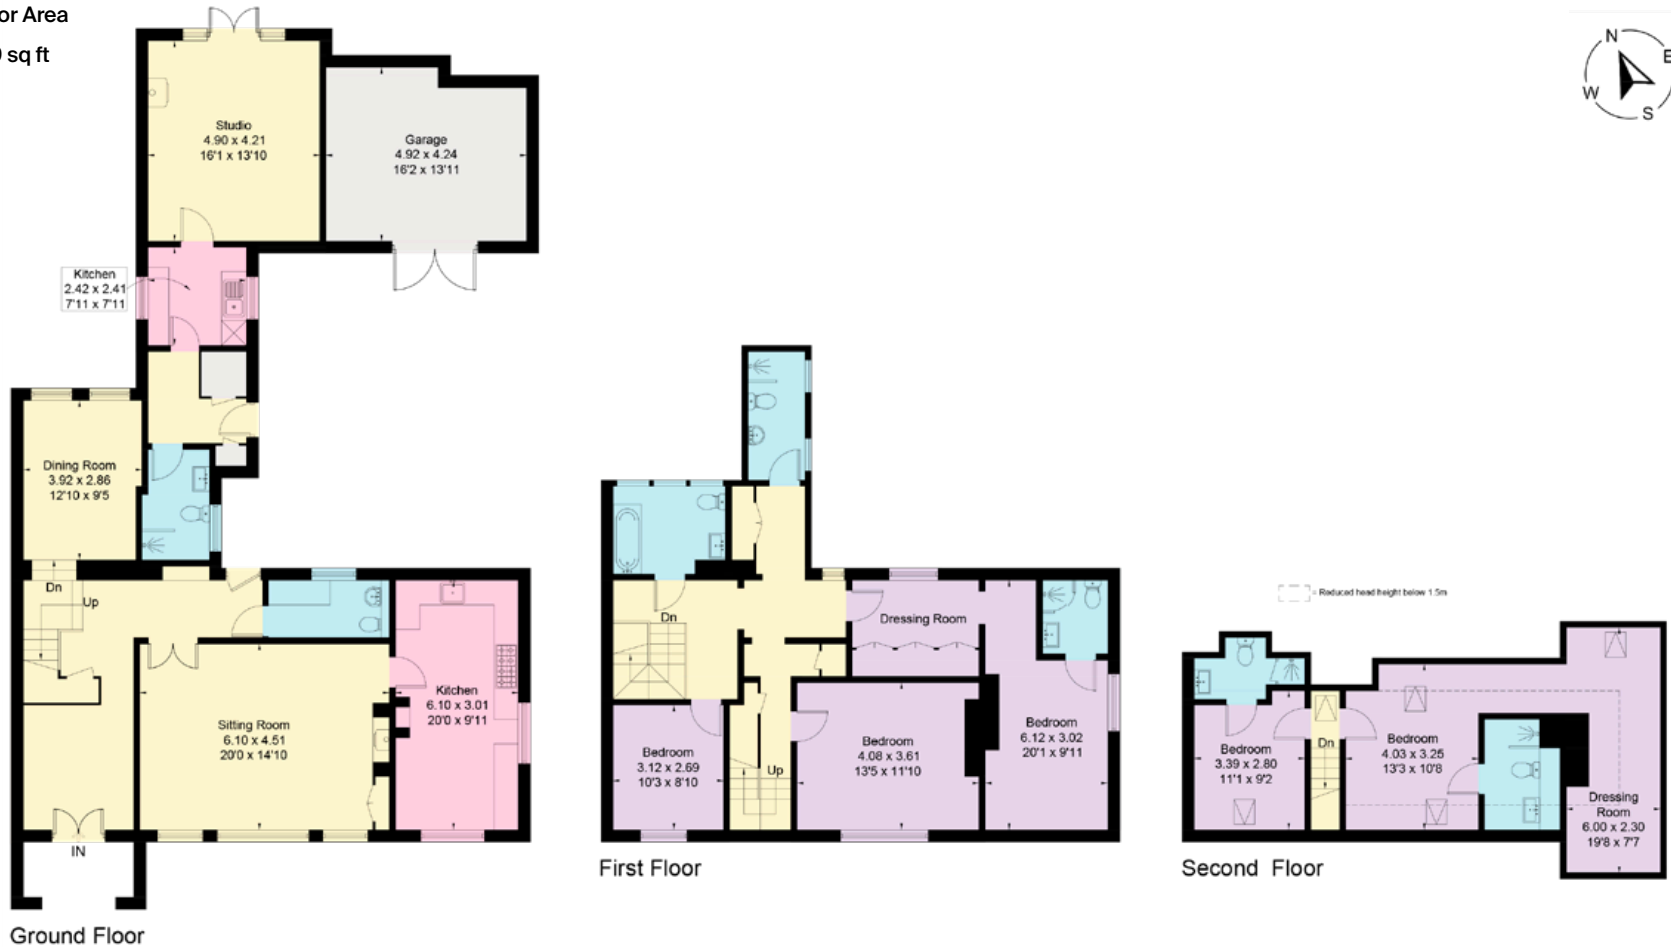 or Area
sq ft
N
E
W
S
Studio
4.90 x 4.21
16'1 x 13'10
Garage
4.92 x 4.24
16'2 x 13'11
Kitchen
2.42 x 2.41
7'11 x 7'11
Dining Room
3.92 x 2.86
12'10 x 9'5
Dn
Up
Sitting Room
6.10 x 4.51
20'0 x 14'10
Kitchen
6.10 x 3.01
20'0 x 9'11
IN
Ground Floor
Dn
Dressing Room
Bedroom
3.12 x 2.69
10'3 x 8'10
Up
Bedroom
4.08 x 3.61
13'5 x 11'10
Bedroom
6.12 x 3.02
20'1 x 9'11
First Floor
= Reduced head height below 1.5m
Bedroom
3.39 x 2.80
11'1 x 9'2
Dn
Bedroom
4.03 x 3.25
13'3 x 10'8
Dressing
Room
6.00 x 2.30
19'8 x 7'7
Second Floor